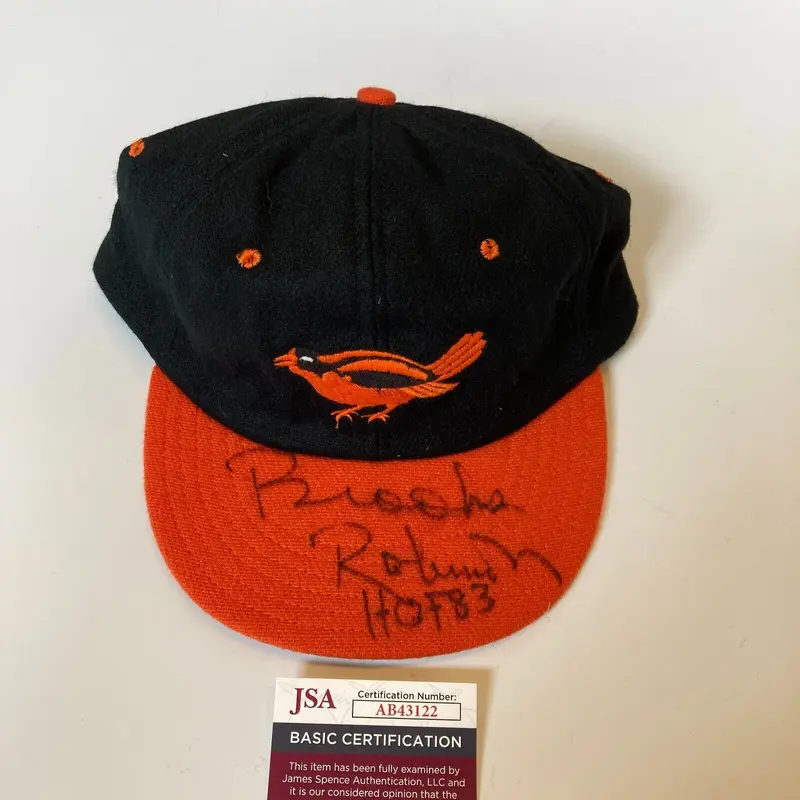 Brooks
Robinson
HOF 83
JSA
Certification Number:
AB43122
BASIC CERTIFICATION
This item has been fully examined by
James Spence Authentication, LLC and
it is our considered opinion that the